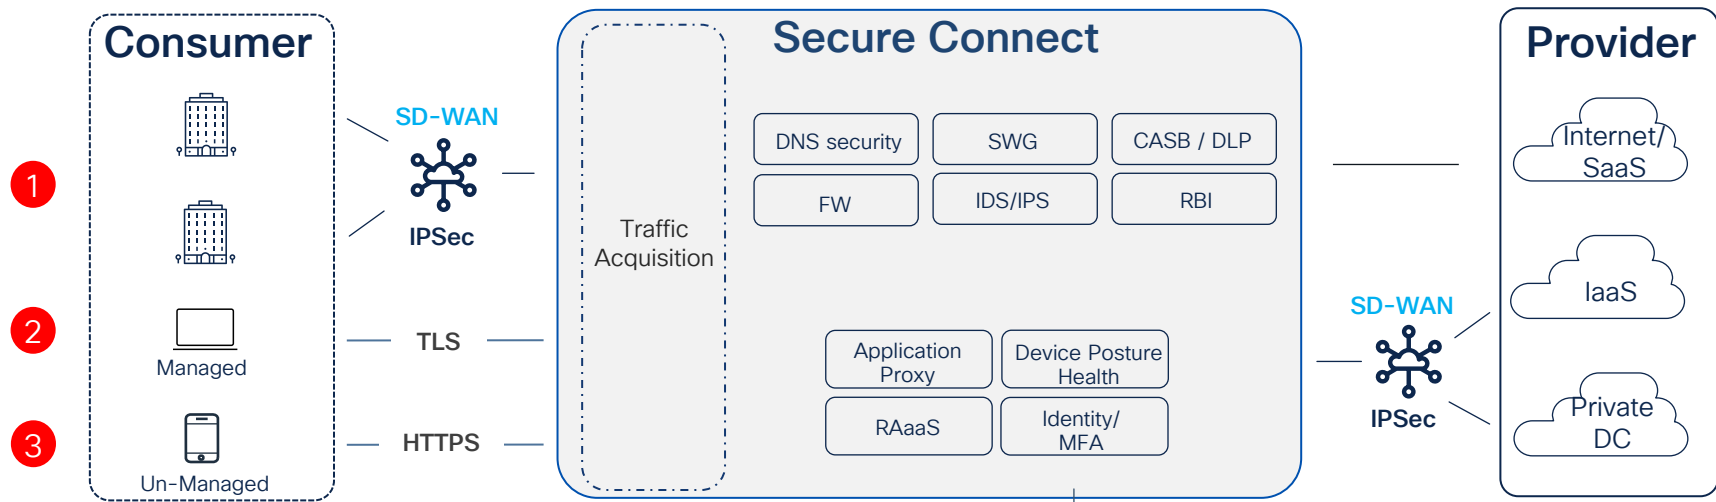 Consumer
Secure Connect
Provider
1
SD-WAN
IPSec
2
Managed
TLS
3
Un-Managed
HTTPS
Traffic
Acquisition
DNS security
SWG
CASB / DLP
FW
IDS/IPS
RBI
Application
Proxy
Device Posture
Health
RAaaS
Identity/
MFA
SD-WAN
IPSec
Internet/
SaaS
IaaS
Private
DC